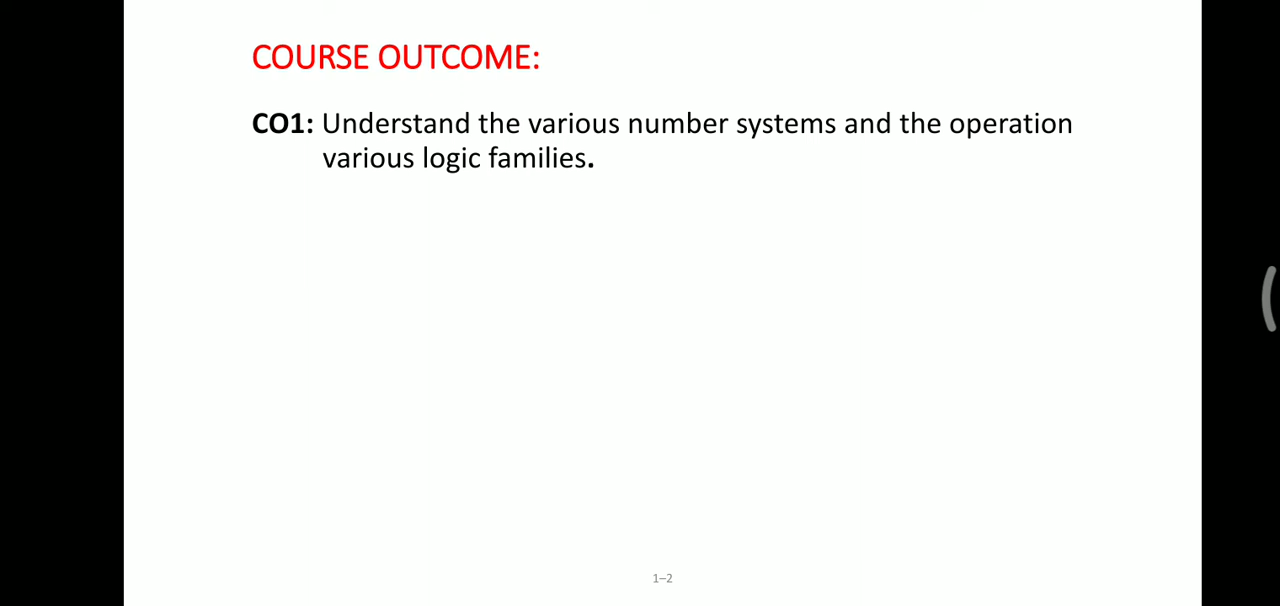 COURSE OUTCOME:
CO1: Understand the various number systems and the operation
various logic families.
1–2